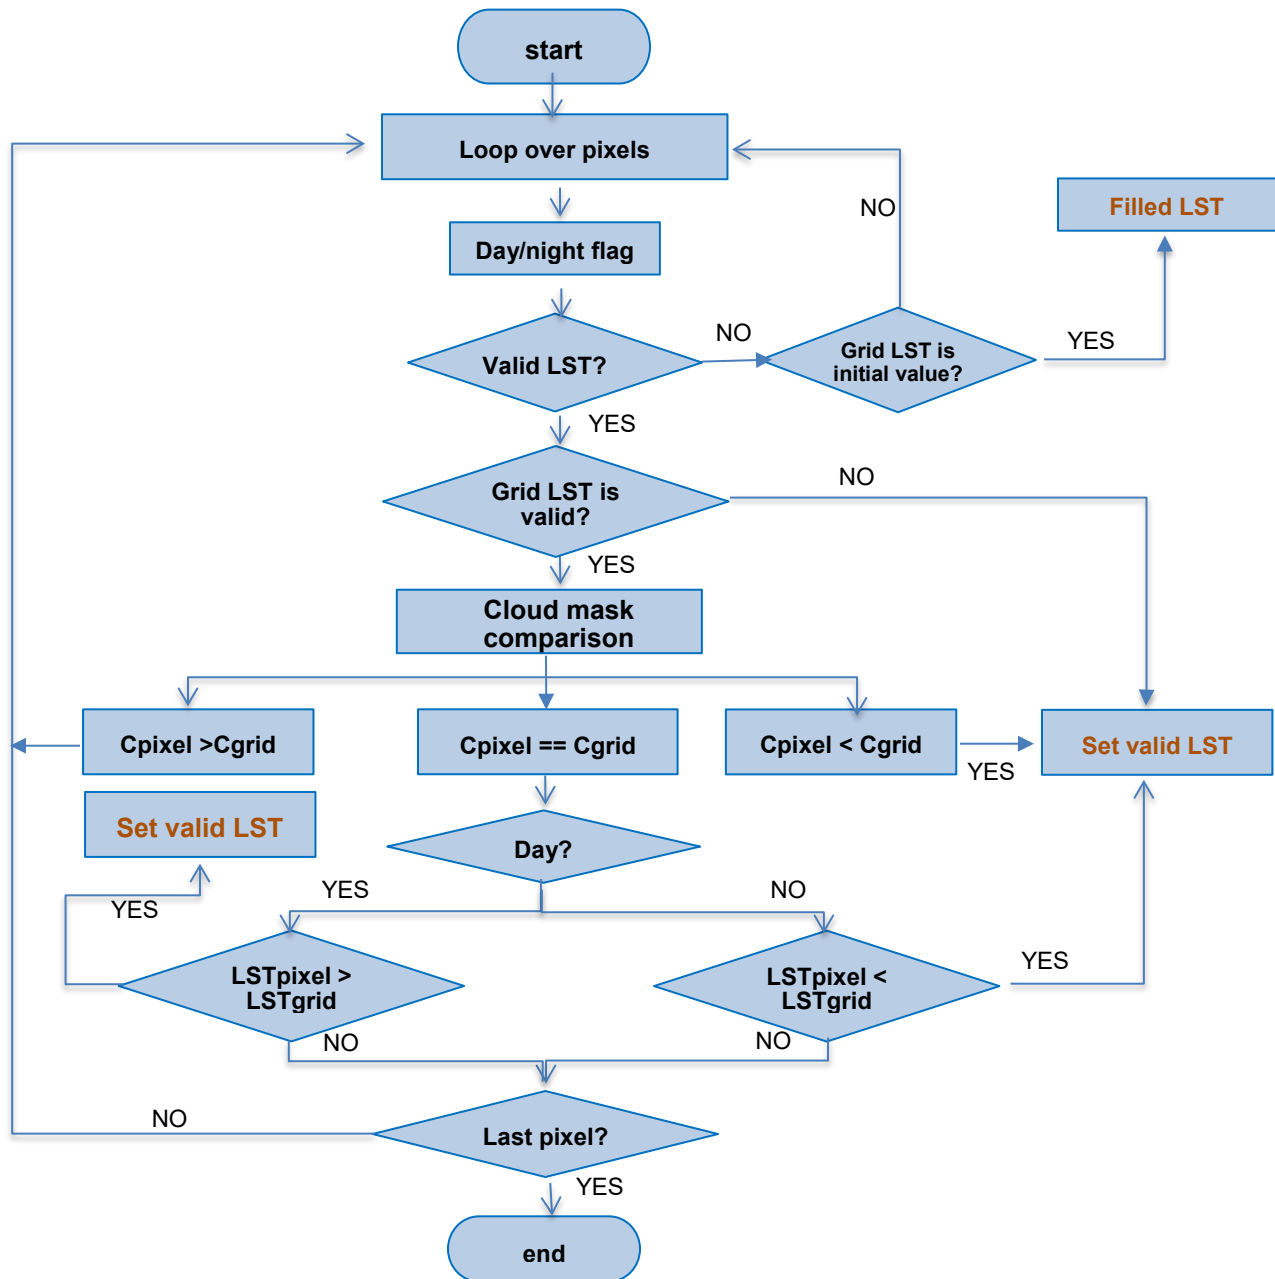 start
Loop over pixels
NO
Filled LST
Day/night flag
NO
YES
Valid LST?
Grid LST is
initial value?
YES
Grid LST is
valid?
NO
YES
Cloud mask
comparison
Cpixel >Cgrid
Cpixel == Cgrid
Cpixel < Cgrid
YES
Set valid LST
Set valid LST
Day?
YES
NO
YES
LSTpixel >
LSTgrid
LSTpixel <
LSTgrid
YES
NO
NO
NO
Last pixel?
YES
end